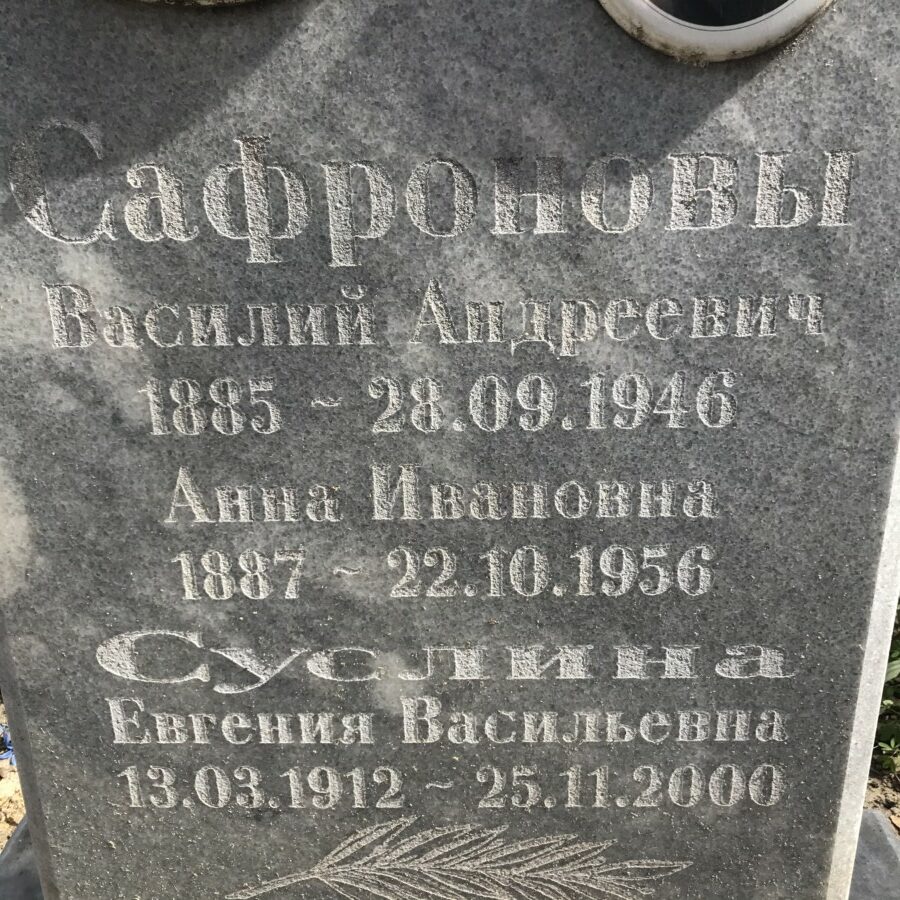 Сафроновы
Василий Андреевич
1885 ~ 28.09.1946
Анна Ивановна
1887 ~ 22.10.1956
Суслина
Евгения Васильевна
13.03.1912 ~ 25.11.2000